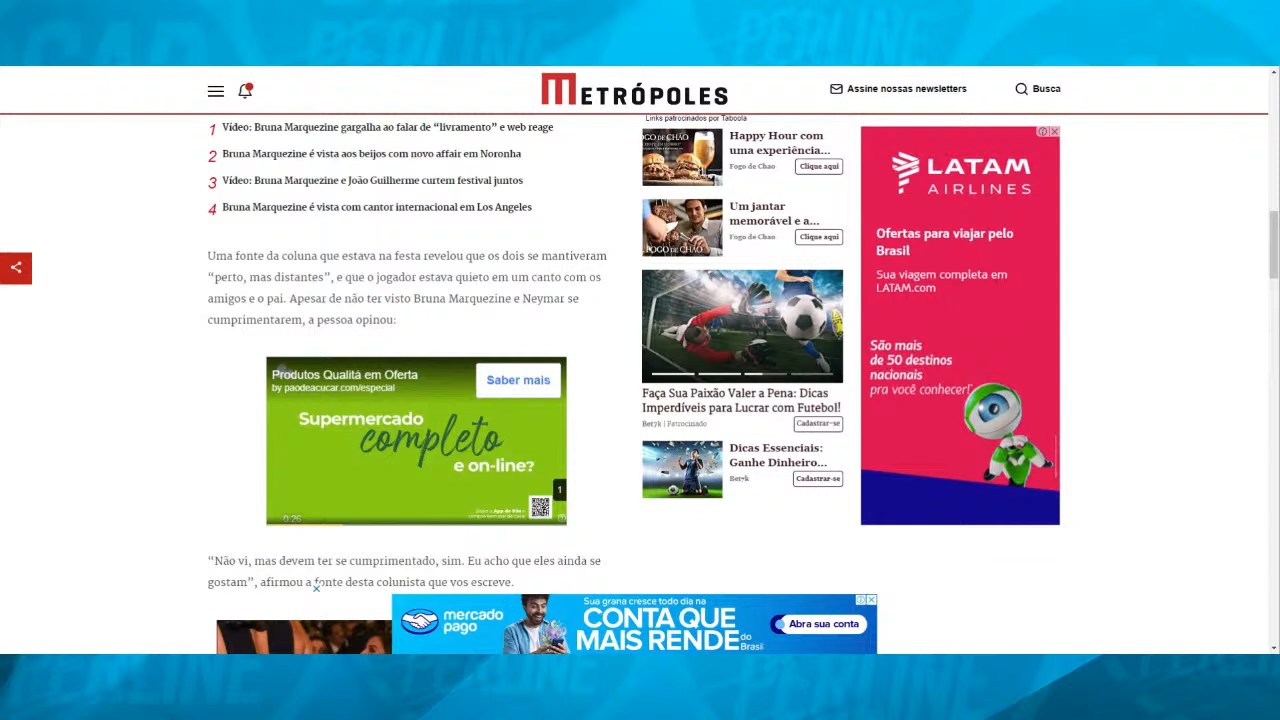 METRÓPOLES
Assine nossas newsletters
Busca
1 Vídeo: Bruna Marquezine gargalha ao falar de “livramento” e web reage
2 Bruna Marquezine é vista aos beijos com novo affair em Noronha
3 Vídeo: Bruna Marquezine e João Guilherme curtem festival juntos
4 Bruna Marquezine é vista com cantor internacional em Los Angeles
Uma fonte da coluna que estava na festa revelou que os dois se mantiveram
“perto, mas distantes”, e que o jogador estava quieto em um canto com os
amigos e o pai. Apesar de não ter visto Bruna Marquezine e Neymar se
cumprimentarem, a pessoa opinou:
Produtos Qualitá em Oferta
by paodeacucar.com/especial
Saber mais
Supermercado
completo
e on-line?
1
0:26
“Não vi, mas devem ter se cumprimentado, sim. Eu acho que eles ainda se
gostam”, afirmou a fonte desta colunista que vos escreve.
Links patrocinados por Taboola
Happy Hour com
uma experiência...
Fogo de Chao
Clique aqui
Um jantar
memorável e a...
Fogo de Chao
Clique aqui
Faça Sua Paixão Valer a Pena: Dicas
Imperdíveis para Lucrar com Futebol!
Bet7k | Patrocinado
Cadastrar-se
Dicas Essenciais:
Ganhe Dinheiro...
Bet7k
Cadastrar-se
LATAM
AIRLINES
Ofertas para viajar pelo
Brasil
Sua viagem completa em
LATAM.com
São mais
de 50 destinos
nacionais
pra você conhecer!
mercado
pago
Sua grana cresce todo dia na
CONTA QUE
MAIS RENDE do
Brasil
Abra sua conta